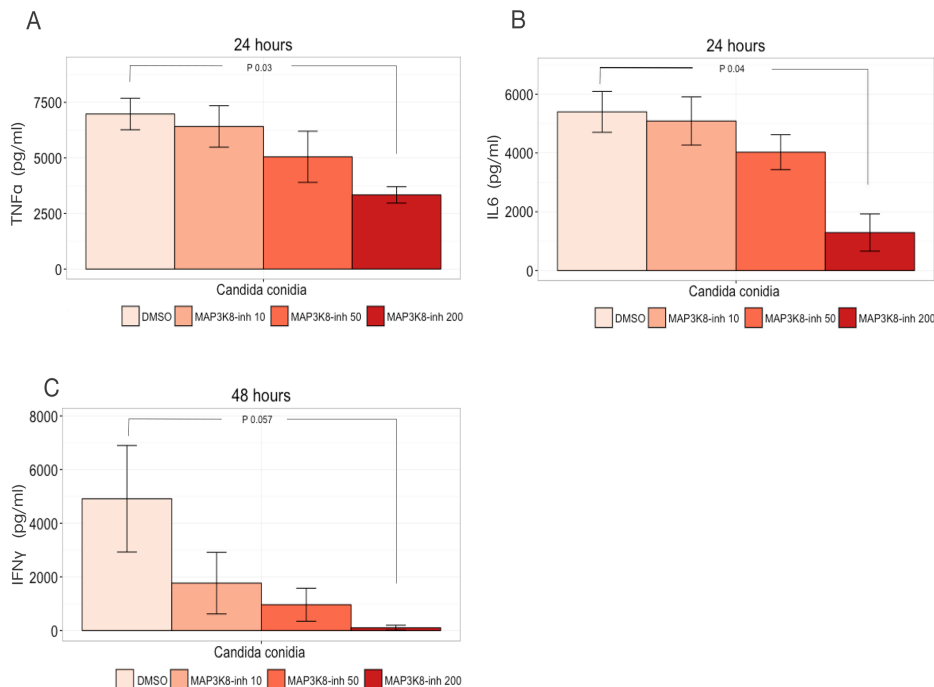 A
24 hours
P 0.03
7500
5000
2500
0
TNFα (pg/ml)
Candida conidia
DMSO MAP3K8-inh 10 MAP3K8-inh 50 MAP3K8-inh 200
B
24 hours
P 0.04
6000
4000
2000
0
IL6 (pg/ml)
Candida conidia
DMSO MAP3K8-inh 10 MAP3K8-inh 50 MAP3K8-inh 200
C
48 hours
P 0.057
8000
6000
4000
2000
0
IFNγ (pg/ml)
Candida conidia
DMSO MAP3K8-inh 10 MAP3K8-inh 50 MAP3K8-inh 200